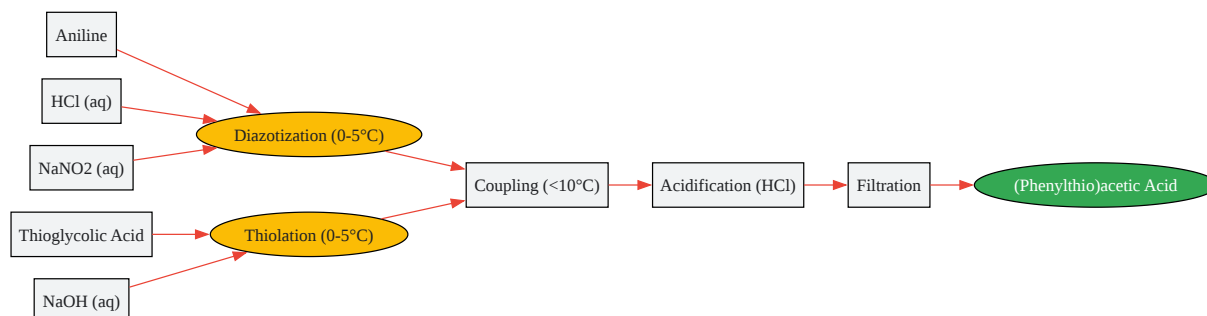 Aniline
HCl (aq)
NaNO2 (aq)
Thioglycolic Acid
NaOH (aq)
Diazotization (0-5°C)
Thiolation (0-5°C)
Coupling (<10°C)
Acidification (HCl)
Filtration
(Phenylthio)acetic Acid